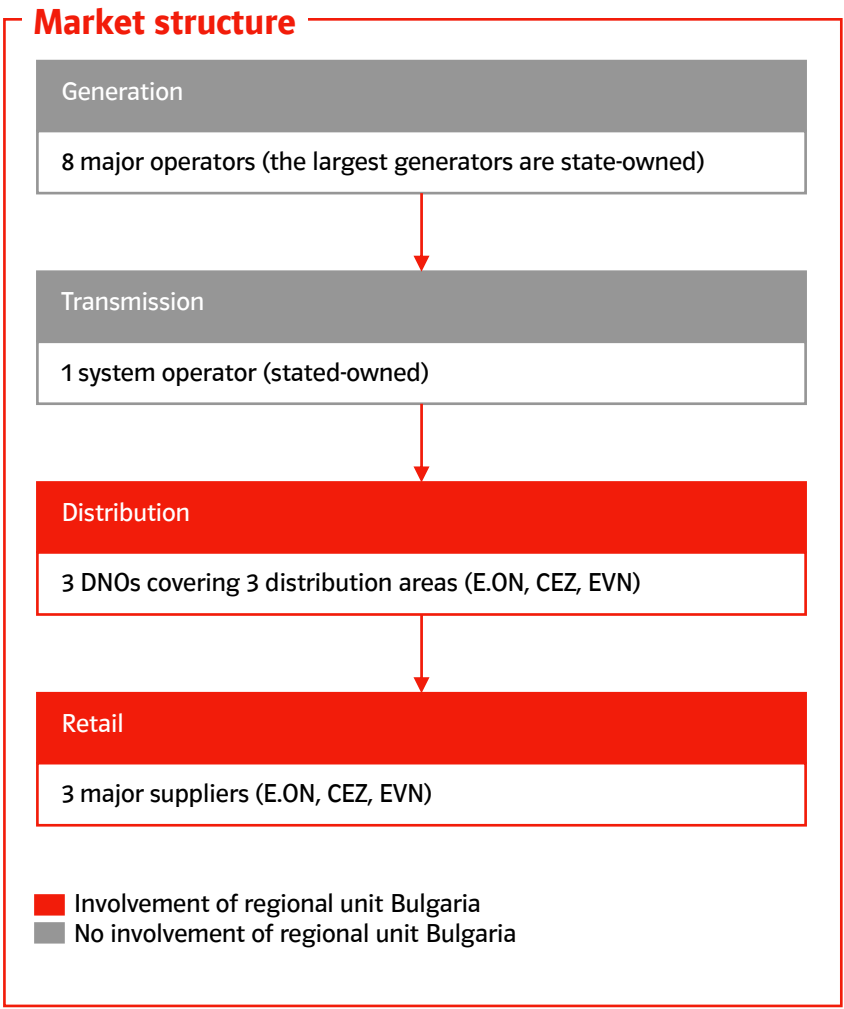 Market structure
Generation
8 major operators (the largest generators are state-owned)
Transmission
1 system operator (stated-owned)
Distribution
3 DNOs covering 3 distribution areas (E.ON, CEZ, EVN)
Retail
3 major suppliers (E.ON, CEZ, EVN)
Involvement of regional unit Bulgaria
No involvement of regional unit Bulgaria